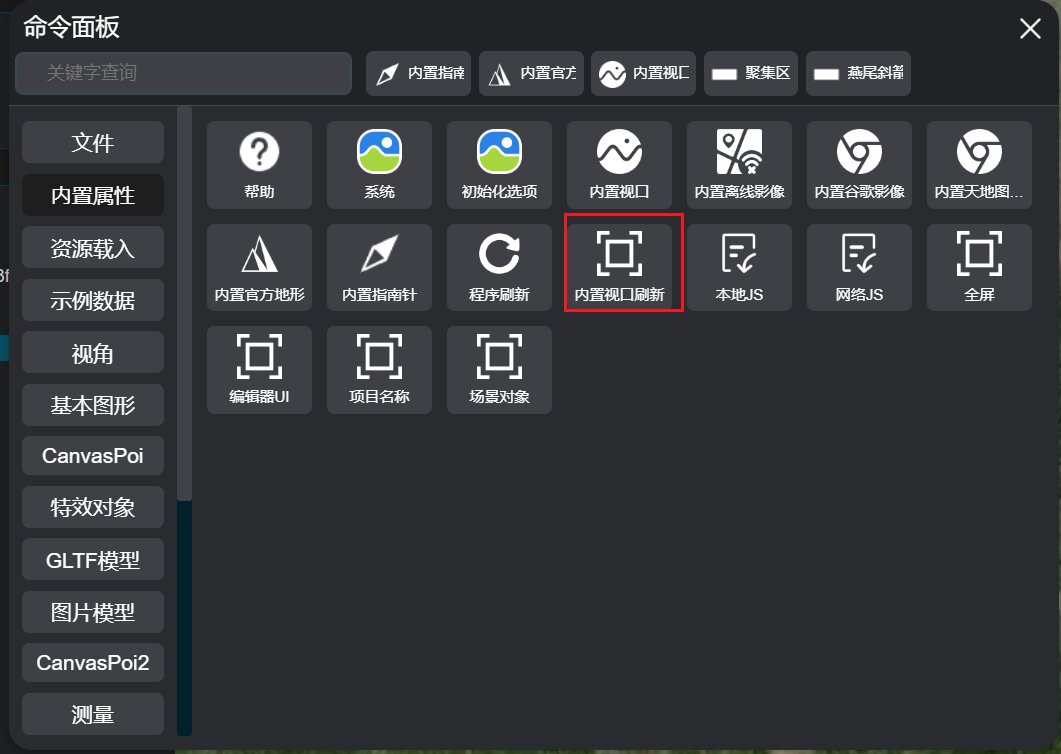 命令面板
关键字查询
内置指南
内置官方
内置视口
聚集区
燕尾斜箭
文件
内置属性
资源载入
示例数据
视角
基本图形
CanvasPoi
特效对象
GLTF模型
图片模型
CanvasPoi2
测量
帮助
系统
初始化选项
内置视口
内置离线影像
内置谷歌影像
内置天地图...
内置官方地形
内置指南针
程序刷新
内置视口刷新
本地JS
网络JS
全屏
编辑器UI
项目名称
场景对象